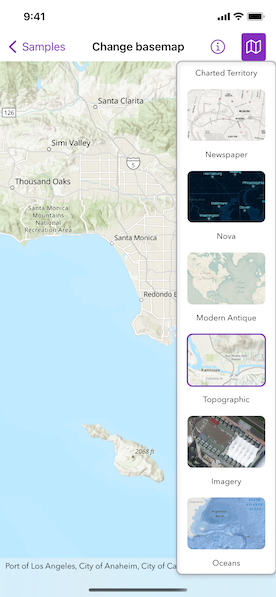 9:41
Samples
Change basemap
Charted Territory
Newspaper
Nova
Modern Antique
Topographic
Imagery
Oceans
126
Santa Clarita
Simi Valley
5
Thousand Oaks
Santa Monica
Mountains
National
Recreation Area
Santa Monica
Redondo B
2068 ft
Port of Los Angeles, City of Anaheim, City of Ca